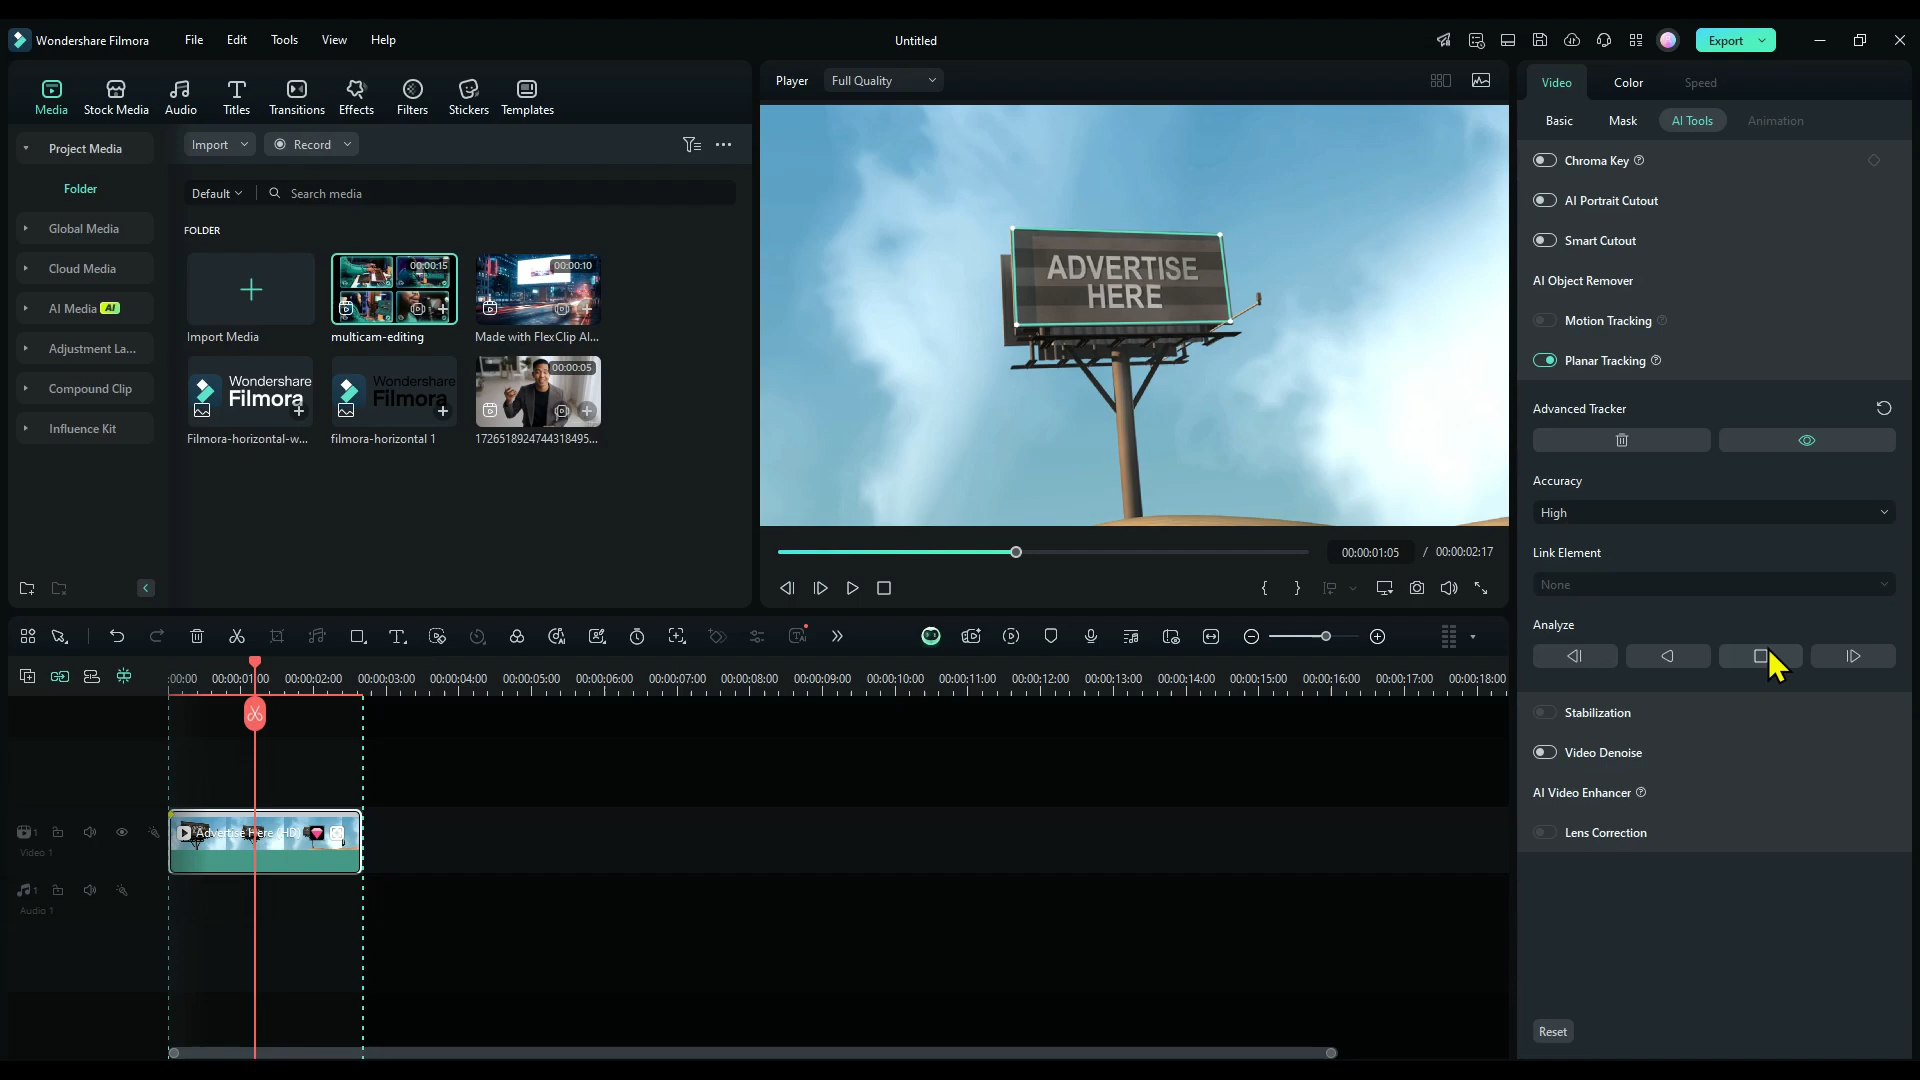 Wondershare Filmora File Edit Tools View Help Untitled Export
Media Stock Media Audio Titles Transitions Effects Filters Stickers Templates
Project Media
Folder
Global Media
Cloud Media
AI Media AI
Adjustment La...
Compound Clip
Influence Kit
Import Record
Default Search media
FOLDER
00:00:15 00:00:10
Import Media multicam-editing Made with FlexClip AI...
Wondershare Filmora Wondershare Filmora 00:00:05
Filmora-horizontal-w... filmora-horizontal 1 1726518924744318495...
Player Full Quality
ADVERTISE
HERE
00:00:01:05 / 00:00:02:17
Video Color Speed
Basic Mask AI Tools Animation
Chroma Key
AI Portrait Cutout
Smart Cutout
AI Object Remover
Motion Tracking
Planar Tracking
Advanced Tracker
Accuracy
High
Link Element
None
Analyze
Stabilization
Video Denoise
AI Video Enhancer
Lens Correction
Reset
:00:00 00:00:01:00 00:00:02:00 00:00:03:00 00:00:04:00 00:00:05:00 00:00:06:00 00:00:07:00 00:00:08:00 00:00:09:00 00:00:10:00 00:00:11:00 00:00:12:00 00:00:13:00 00:00:14:00 00:00:15:00 00:00:16:00 00:00:17:00 00:00:18:00
Advertise Here (HD)
1
Video 1
1
Audio 1